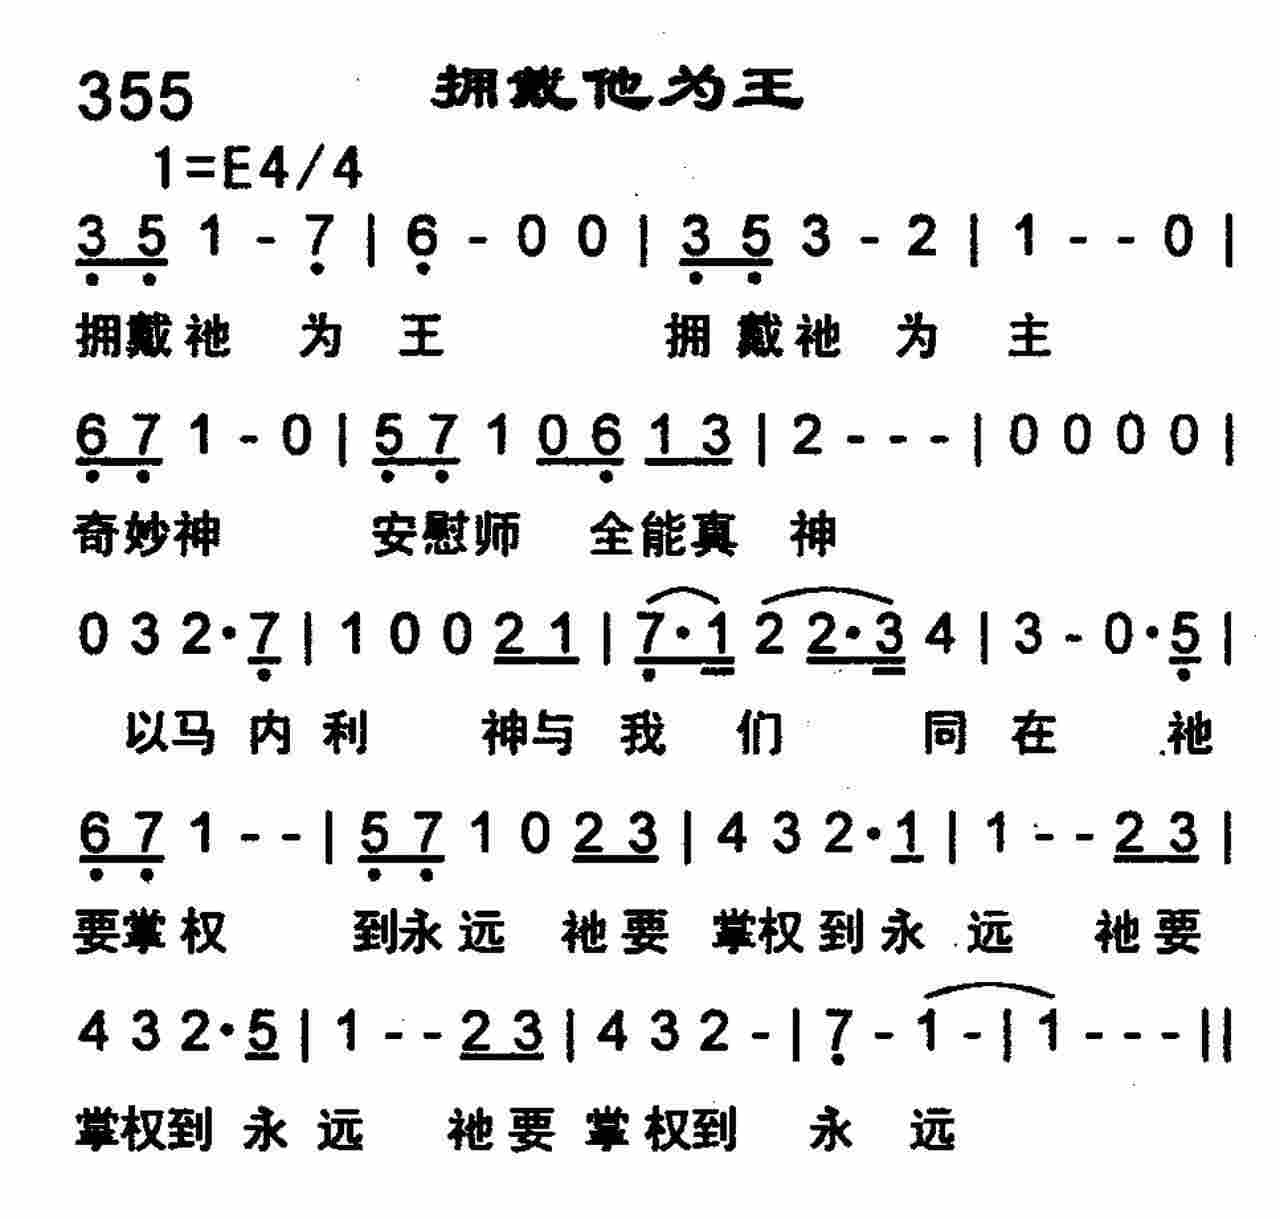 355 拥戴他为王
1=E4/4
3 5 1 - 7 | 6 - 0 0 | 3 5 3 - 2 | 1 - - 0 |
拥戴祂 为 王 拥 戴祂 为 主
6 7 1 - 0 | 5 7 1 0 6 1 3 | 2 - - - | 0 0 0 0 |
奇妙神 安慰师 全能真 神
0 3 2· 7 | 1 0 0 2 1 | 7· 1 2 2· 3 4 | 3 - 0· 5 |
以马 内 利 神与 我 们 同 在 祂
6 7 1 - - | 5 7 1 0 2 3 | 4 3 2· 1 | 1 - - 2 3 |
要掌 权 到永 远 祂 要 掌权 到 永 远 祂 要
4 3 2· 5 | 1 - - 2 3 | 4 3 2 - | 7 - 1 - | 1 - - - ||
掌权到 永 远 祂 要 掌 权到 永 远